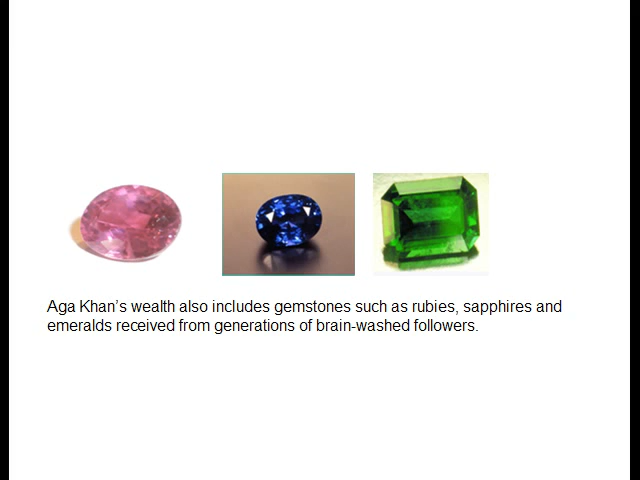 Aga Khan’s wealth also includes gemstones such as rubies, sapphires and
emeralds received from generations of brain-washed followers.